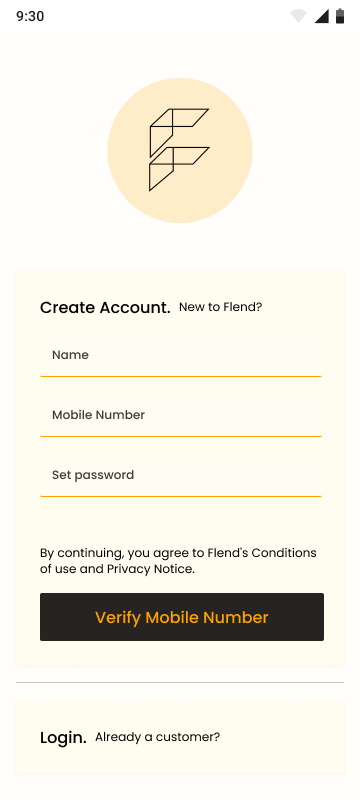 9:30
Create Account. New to Flend?
Name
Mobile Number
Set password
By continuing, you agree to Flend's Conditions
of use and Privacy Notice.
Verify Mobile Number
Login. Already a customer?